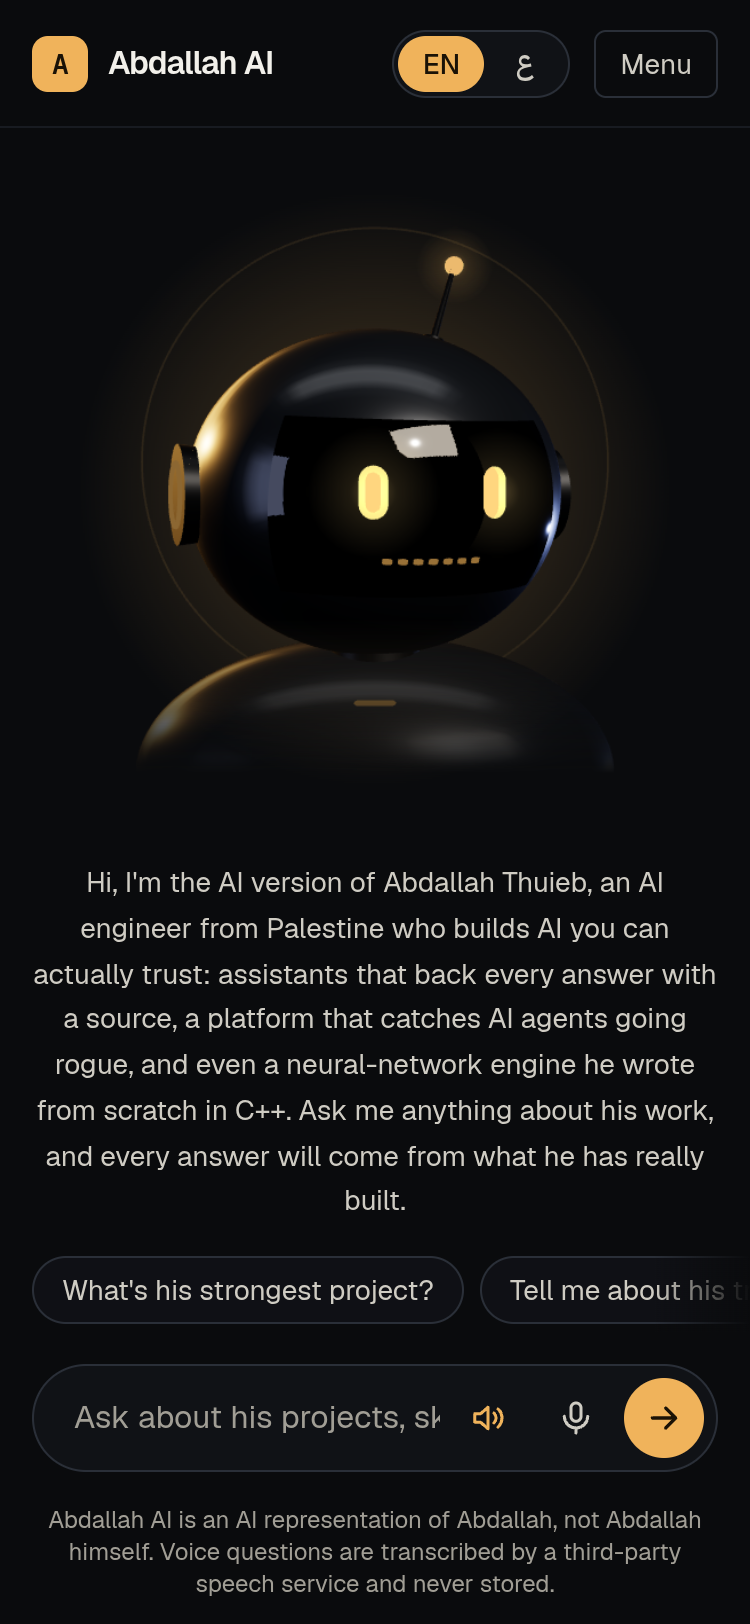 A Abdallah AI EN ع Menu
Hi, I'm the AI version of Abdallah Thuieb, an AI
engineer from Palestine who builds AI you can
actually trust: assistants that back every answer with
a source, a platform that catches AI agents going
rogue, and even a neural-network engine he wrote
from scratch in C++. Ask me anything about his work,
and every answer will come from what he has really
built.
What's his strongest project? Tell me about his
Ask about his projects,
Abdallah AI is an AI representation of Abdallah, not Abdallah
himself. Voice questions are transcribed by a third-party
speech service and never stored.